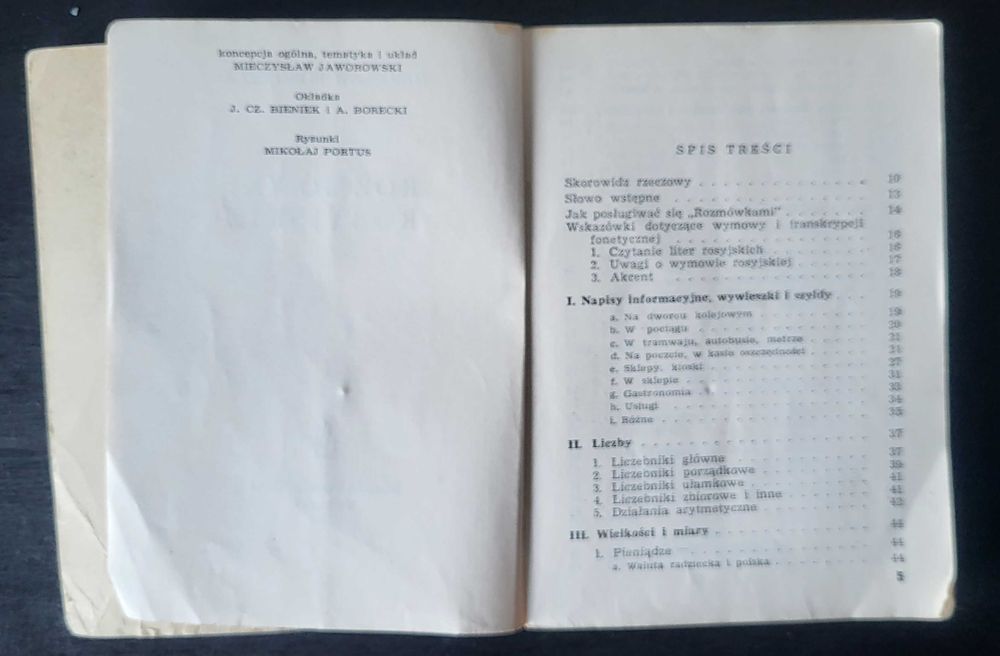 koncepcja ogólna, tematyka i układ
MIECZYSŁAW JAWOROWSKI
Okładka
J. CZ. BIENIEK i A. BORECKI
Rysunki
MIKOŁAJ PORTUS
SPIS TREŚCI
Skorowidz rzeczowy 10
Słowo wstępne 13
Jak posługiwać się „Rozmówkami” 14
Wskazówki dotyczące wymowy i transkrypcji
fonetycznej 16
1. Czytanie liter rosyjskich 16
2. Uwagi o wymowie rosyjskiej 17
3. Akcent 18
I. Napisy informacyjne, wywieszki i szyldy 19
a. Na dworcu kolejowym 19
b. W pociągu 20
c. W tramwaju, autobusie, metrze 21
d. Na poczcie, w kasie oszczędności 21
e. Sklepy, kioski 27
f. W sklepie 31
g. Gastronomia 33
h. Usługi 34
i. Różne 35
II. Liczby 37
1. Liczebniki główne 37
2. Liczebniki porządkowe 39
3. Liczebniki ułamkowe 41
4. Liczebniki zbiorowe i inne 41
5. Działania arytmetyczne 42
III. Wielkości i miary 44
1. Pieniądze 44
a. Waluta radziecka i polska 44
5